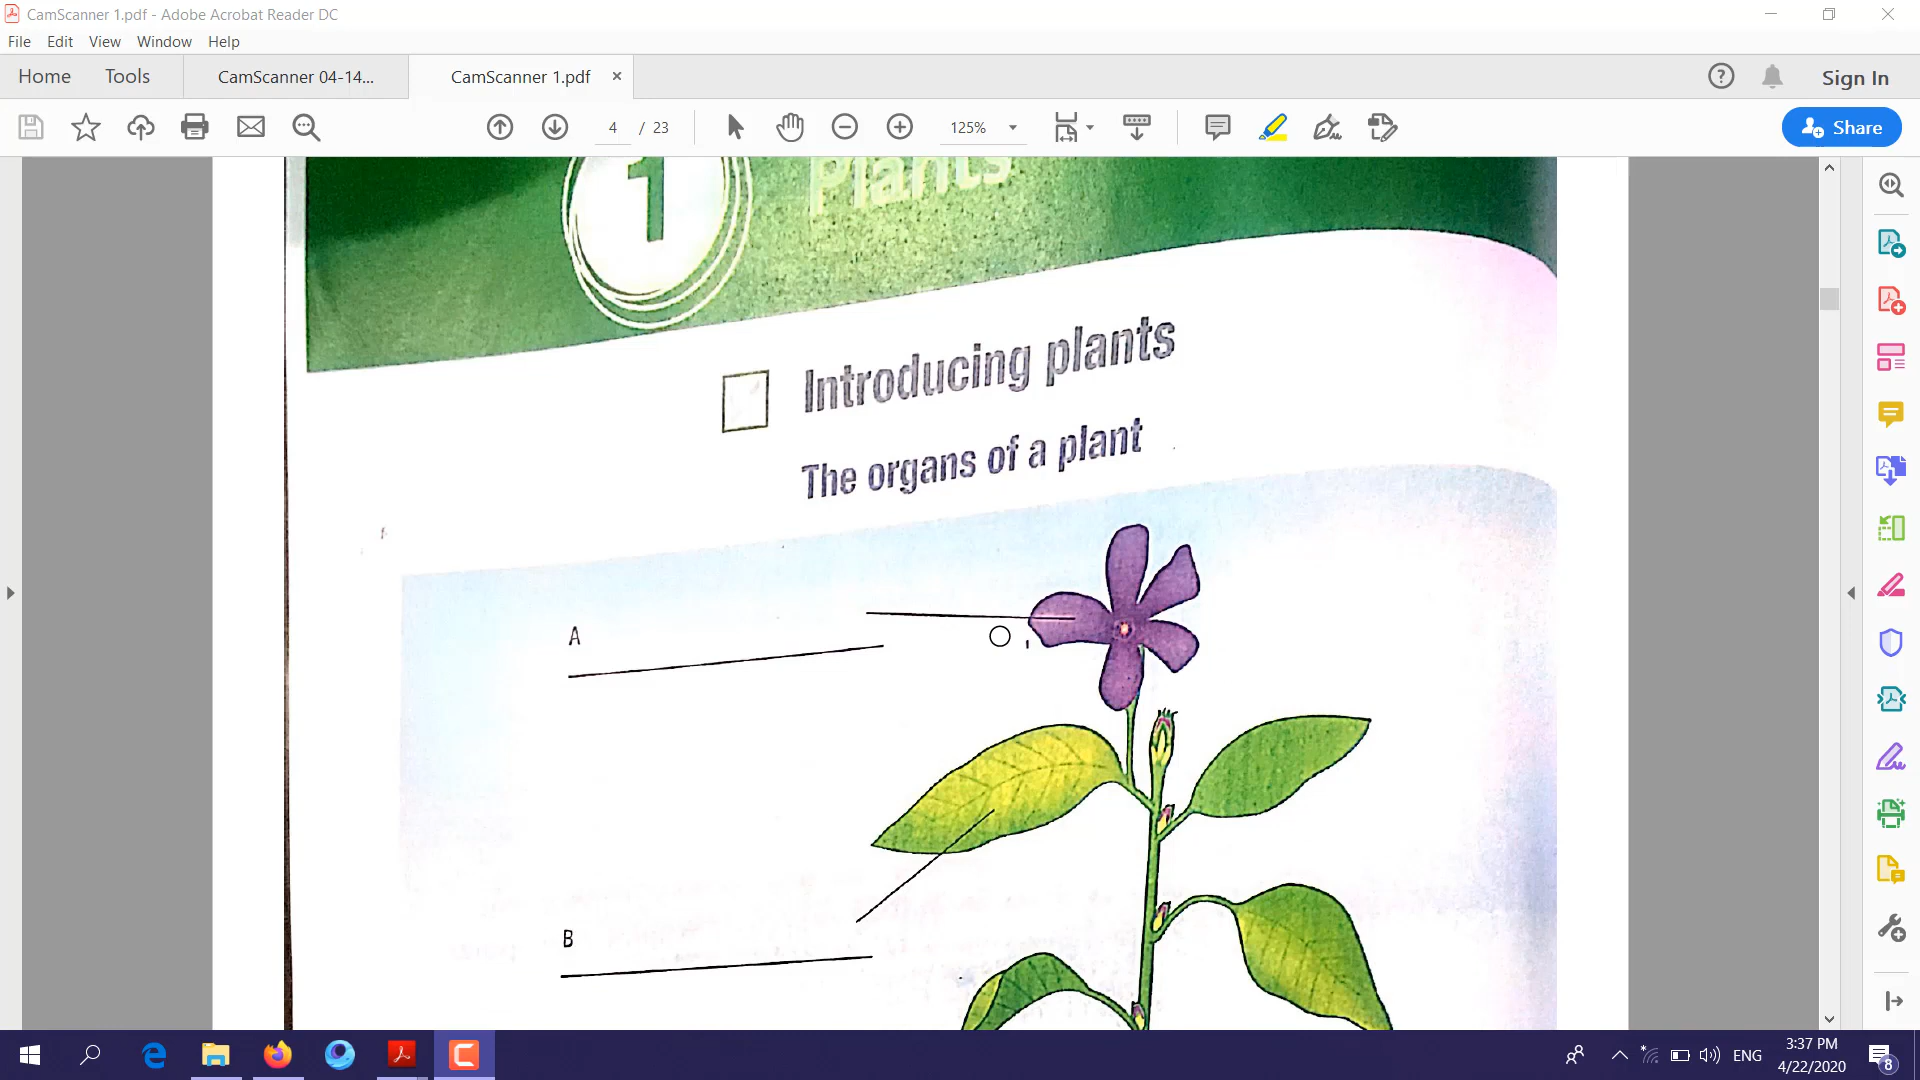 CamScanner 1.pdf - Adobe Acrobat Reader DC
File Edit View Window Help
Home Tools CamScanner 04-14... CamScanner 1.pdf × Sign In
4 / 23 125% Share
1 Plants
Introducing plants
The organs of a plant
A
B
ENG 3:37 PM
4/22/2020 8